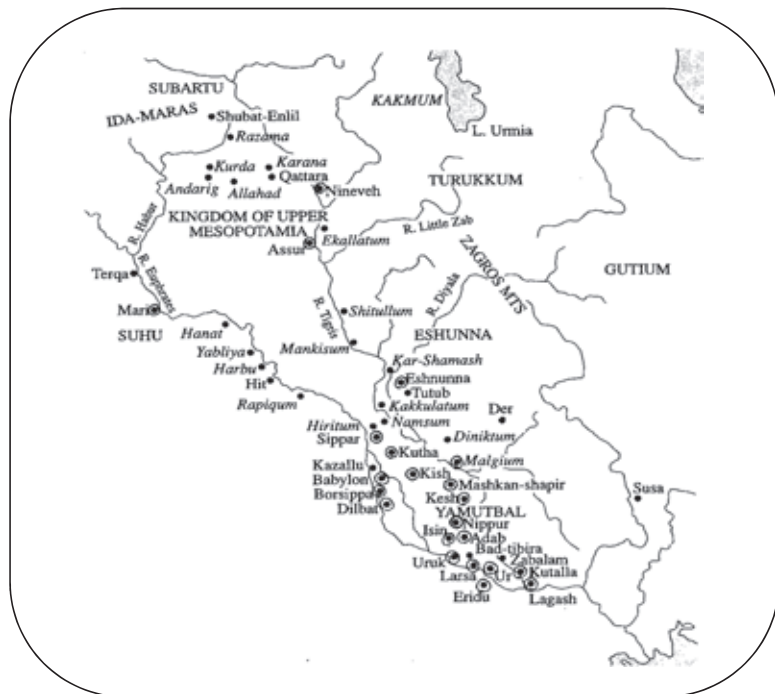 SUBARTU
IDA-MARAS
Shubat-Enlil
Razama
KAKMUM
L. Urmia
Kurda
Karana
Andarig
Allahad
Qattara
Nineveh
TURUKKUM
R. Habur
KINGDOM OF UPPER
MESOPOTAMIA
Ekallatum
R. Little Zab
Assur
ZAGROS MTS
GUTIUM
Terqa
R. Euphrates
R. Diyala
Mari
SUHU
Hanat
R. Tigris
Shitullum
ESHUNNA
Yabliya
Mankisum
Harbu
Kar-Shamash
Hit
Eshnunna
Tutub
Rapiqum
Kakkulatum
Namsum
Der
Hiritum
Sippar
Diniktum
Kutha
Malgium
Kazallu
Kish
Babylon
Mashkan-shapir
Borsippa
Kesh
Susa
Dilbat
YAMUTBAL
Nippur
Isin
Adab
Bad-tibira
Uruk
Zabalam
Larsa
Ur
Kutalla
Eridu
Lagash